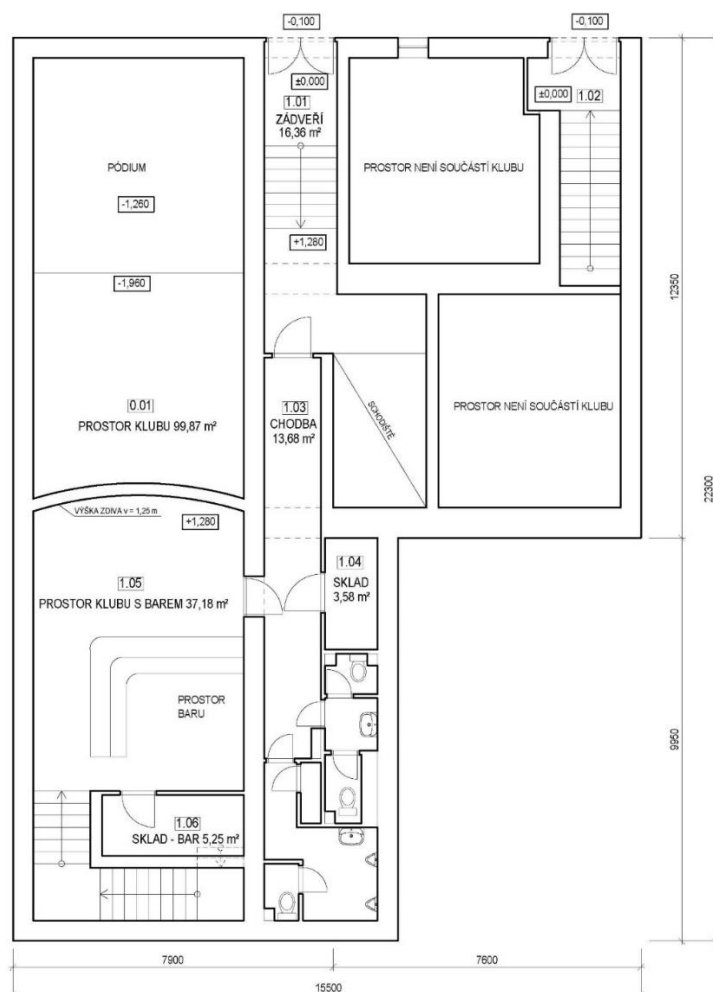 -0,100
-0,100
±0,000
1.01
ZÁDVEŘÍ
16,36 m²
±0,000
1.02
PÓDIUM
PROSTOR NENÍ SOUČÁSTÍ KLUBU
-1,260
+1,280
-1,960
12350
0.01
PROSTOR KLUBU 99,87 m²
1.03
CHODBA
13,68 m²
SCHODIŠTĚ
PROSTOR NENÍ SOUČÁSTÍ KLUBU
22300
VÝŠKA ZDIVA v = 1,25 m
+1,280
1.04
SKLAD
3,58 m²
1.05
PROSTOR KLUBU S BAREM 37,18 m²
PROSTOR
BARU
9950
1.06
SKLAD - BAR 5,25 m²
7900
7600
15500